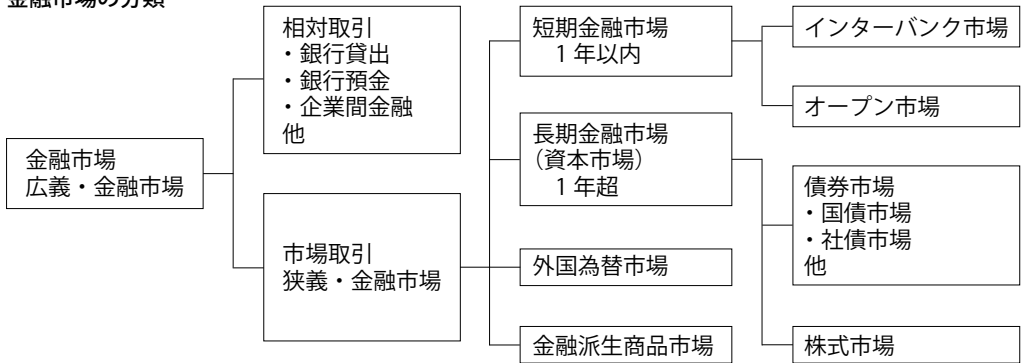 金融市場の分類
金融市場
広義・金融市場
相対取引
・銀行貸出
・銀行預金
・企業間金融
他
市場取引
狭義・金融市場
短期金融市場
1年以内
長期金融市場
（資本市場）
1年超
外国為替市場
金融派生商品市場
インターバンク市場
オープン市場
債券市場
・国債市場
・社債市場
他
株式市場